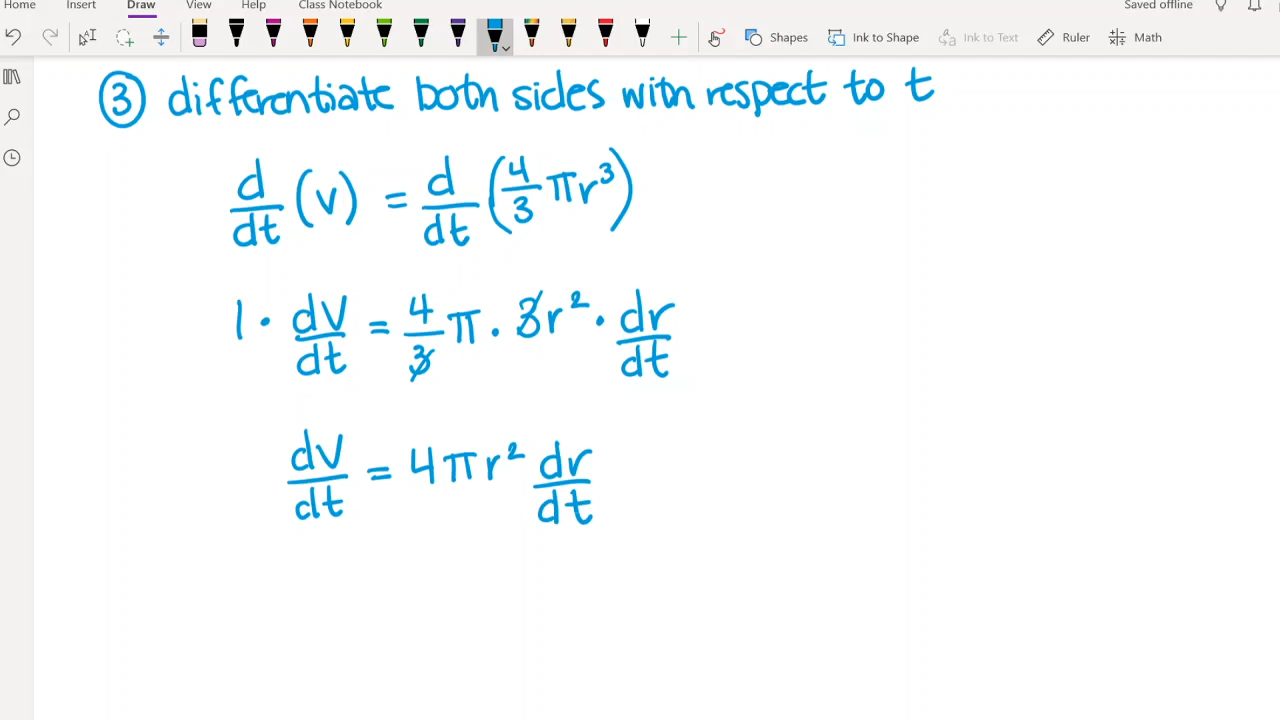 Home Insert Draw View Help Class Notebook Saved offline
Shapes Ink to Shape Ink to Text Ruler Math
③ differentiate both sides with respect to t
d/dt (V) = d/dt (4/3 πr³)
1 · dV/dt = 4/3 π · 3r² · dr/dt
dV/dt = 4πr² dr/dt